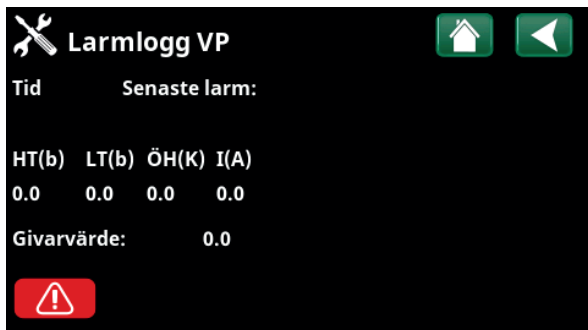 Larmlogg VP
Tid Senaste larm:
HT(b) LT(b) ÖH(K) I(A)
0.0 0.0 0.0 0.0
Givarvärde: 0.0